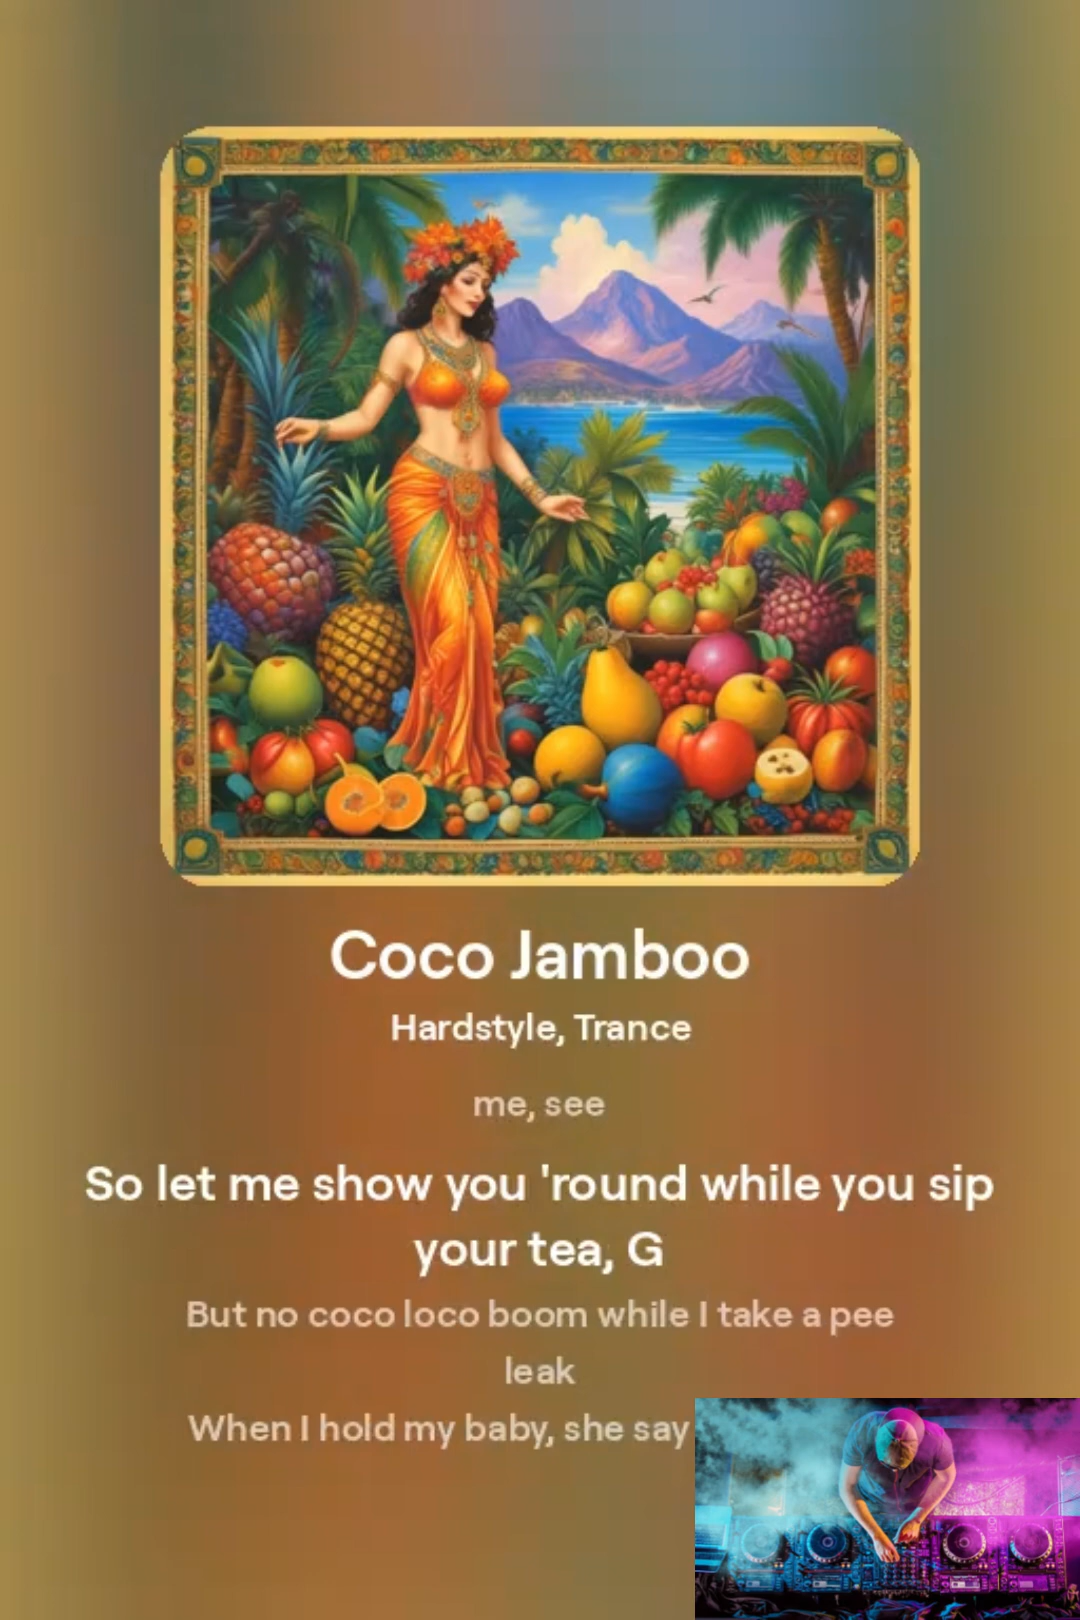 Coco Jamboo
Hardstyle, Trance
me, see
So let me show you 'round while you sip
your tea, G
But no coco loco boom while I take a pee
leak
When I hold my baby, she say